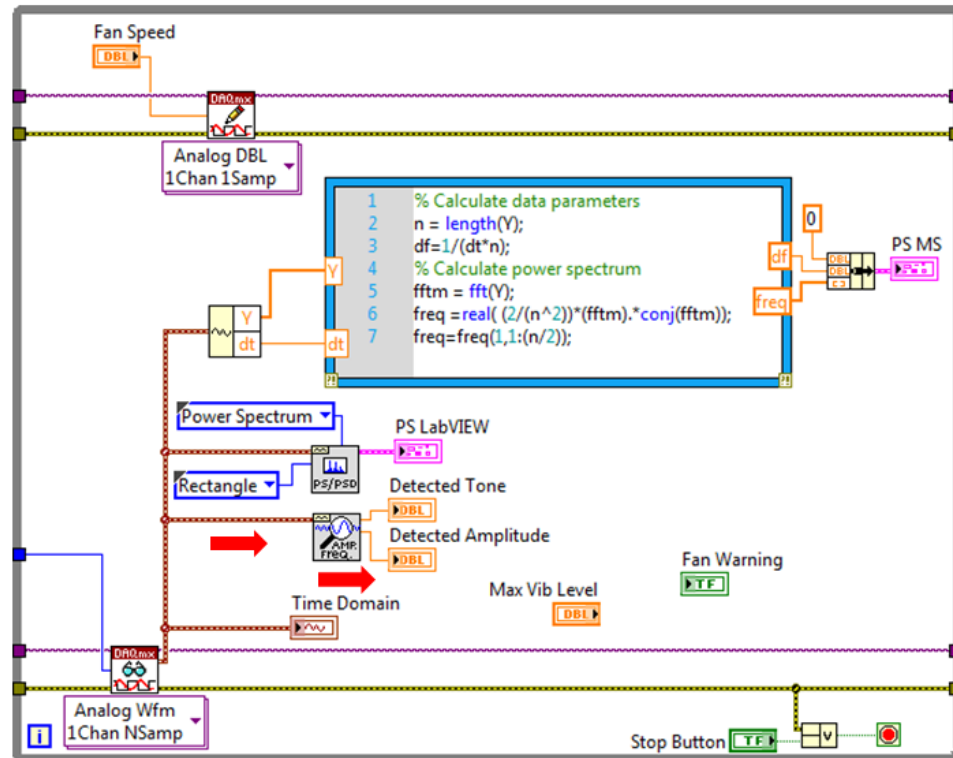 Fan Speed
DBL
DAQmx
Analog DBL
1Chan 1Samp
1 % Calculate data parameters
2 n = length(Y);
3 df=1/(dt*n);
4 % Calculate power spectrum
5 fftm = fft(Y);
6 freq =real( (2/(n^2))*(fftm).*conj(fftm));
7 freq=freq(1,1:(n/2));
Y
dt
Y
dt
df
freq
0
DBL
DBL
PS MS
Power Spectrum
Rectangle
PS/PSD
PS LabVIEW
Detected Tone
DBL
AMP.
FREQ.
Detected Amplitude
DBL
Fan Warning
TF
Max Vib Level
DBL
Time Domain
DAQmx
Analog Wfm
1Chan NSamp
i
Stop Button
TF
V